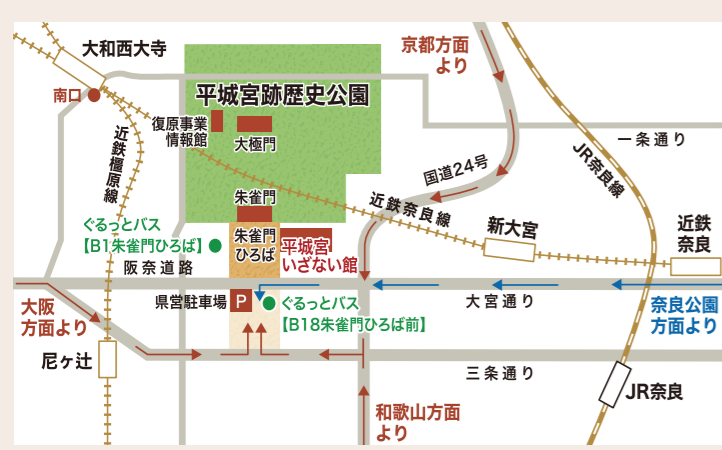 大和西大寺
京都方面
より
南口
平城宮跡歴史公園
復原事業
情報館
大極門
一条通り
近鉄橿原線
国道24号
JR奈良線
朱雀門
近鉄奈良線
新大宮
近鉄
奈良
ぐるっとバス
【B1朱雀門ひろば】
朱雀門
ひろば
平城宮
いざない館
阪奈道路
大阪
方面より
県営駐車場
P
ぐるっとバス
【B18朱雀門ひろば前】
大宮通り
奈良公園
方面より
尼ヶ辻
三条通り
JR奈良
和歌山方面
より